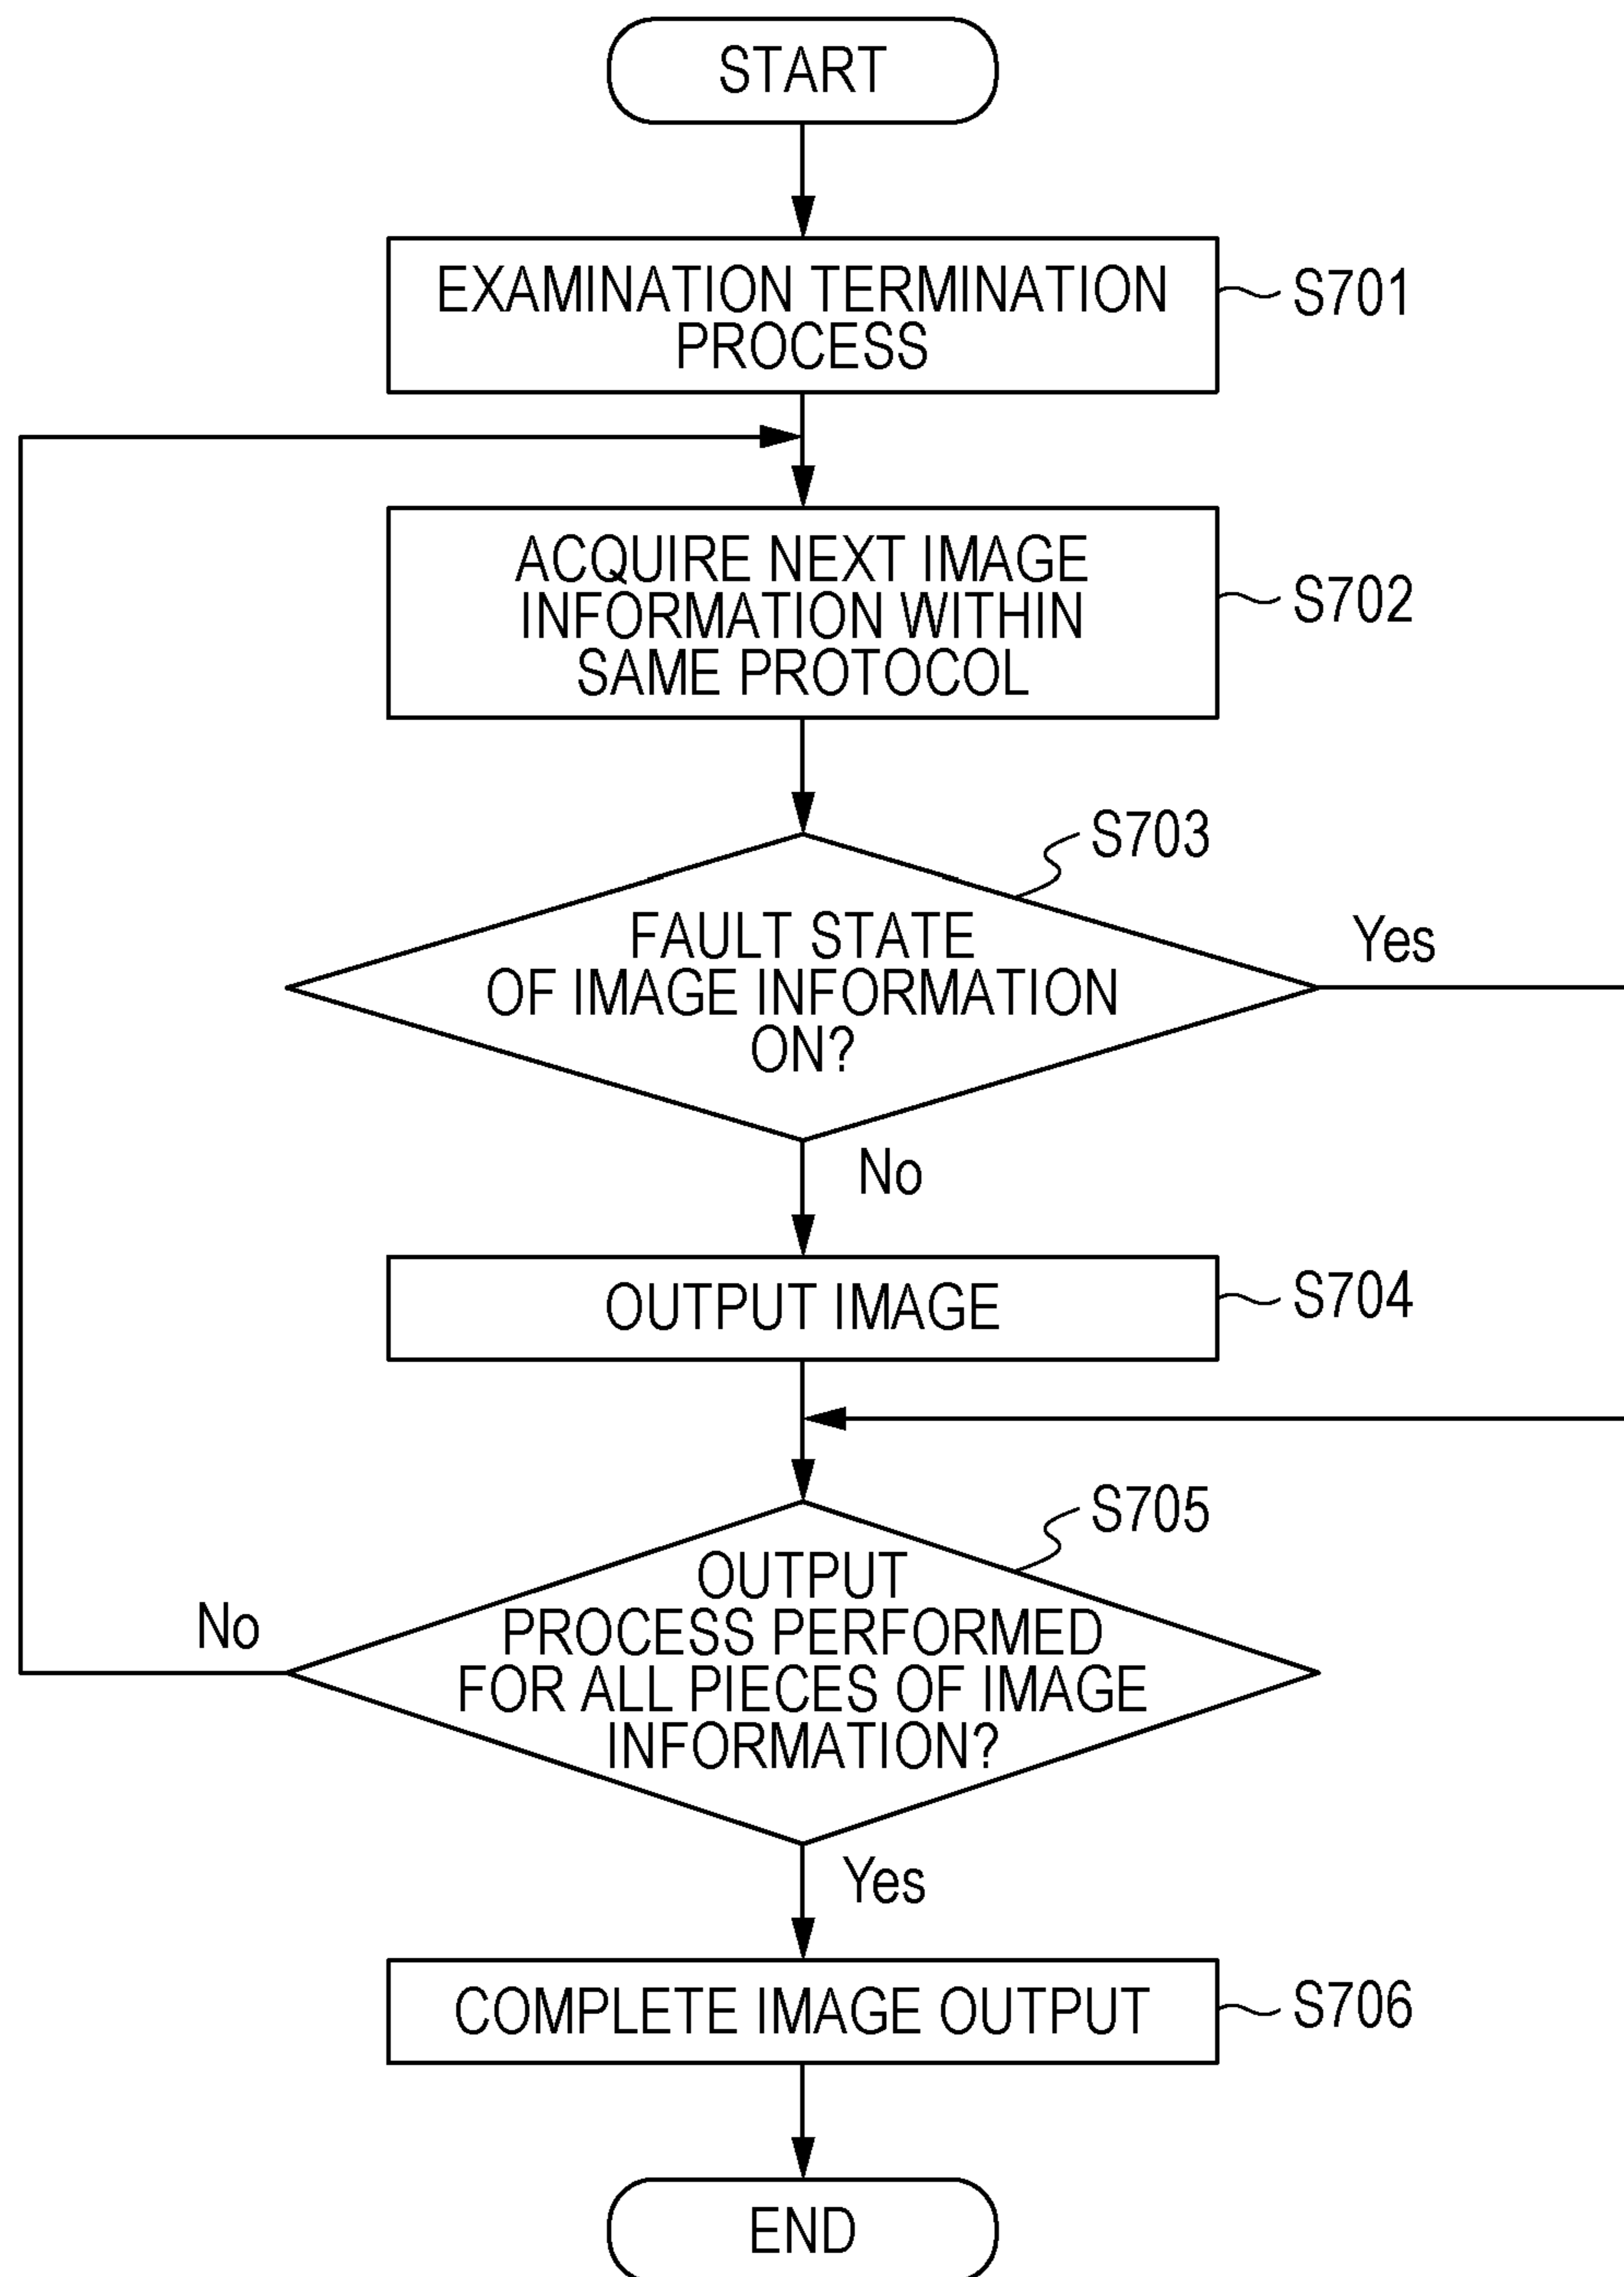 START
EXAMINATION TERMINATION
PROCESS
S701
ACQUIRE NEXT IMAGE
INFORMATION WITHIN
SAME PROTOCOL
S702
S703
FAULT STATE
OF IMAGE INFORMATION
ON?
Yes
No
OUTPUT IMAGE
S704
S705
OUTPUT
PROCESS PERFORMED
FOR ALL PIECES OF IMAGE
INFORMATION?
No
Yes
COMPLETE IMAGE OUTPUT
S706
END